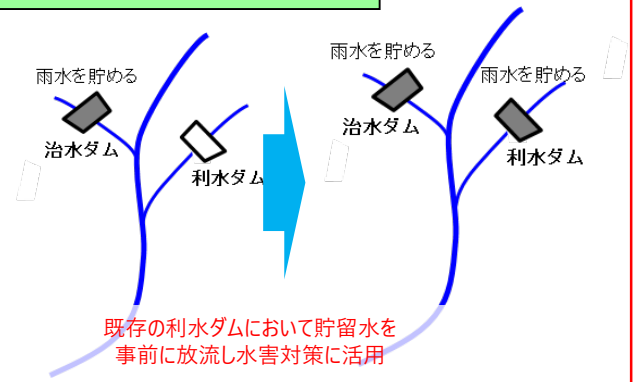 雨水を貯める
治水ダム
利水ダム
雨水を貯める
雨水を貯める
治水ダム
利水ダム
既存の利水ダムにおいて貯留水を
事前に放流し水害対策に活用